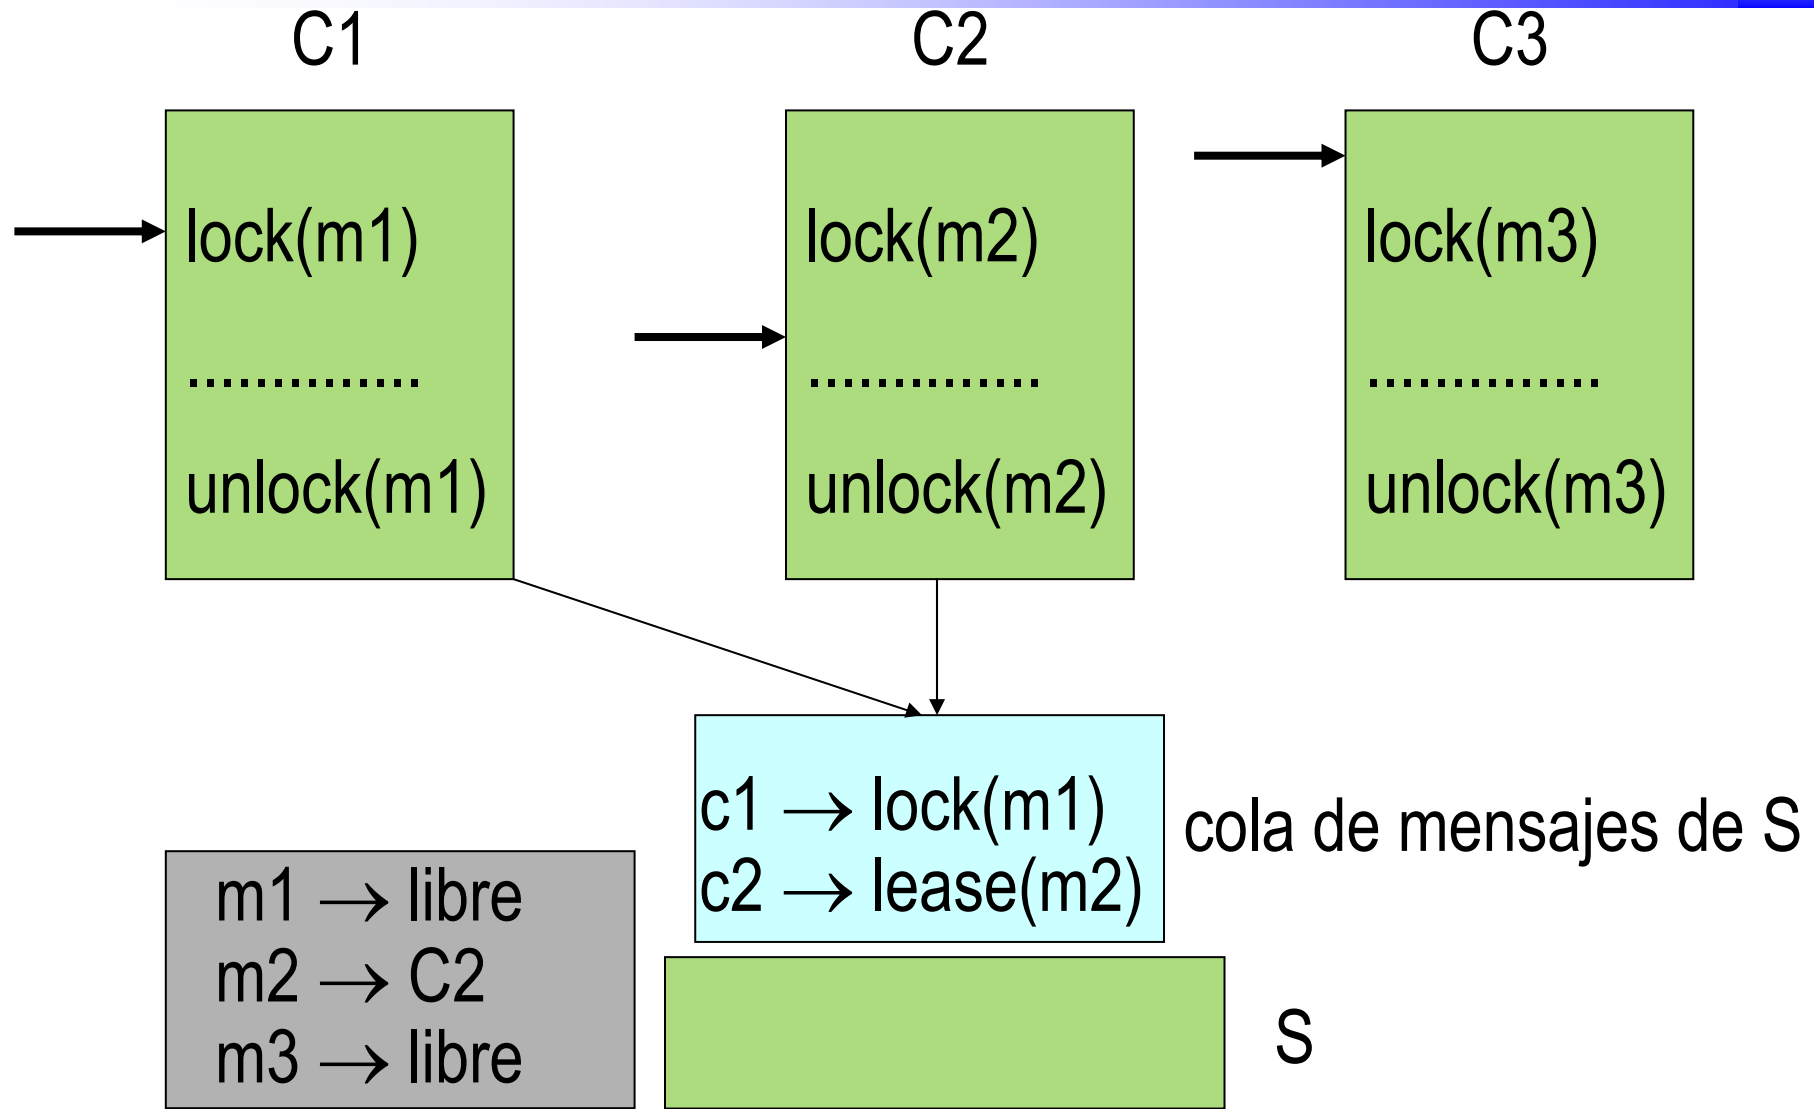 C1
C2
C3
lock(m1)
..............
unlock(m1)
lock(m2)
..............
unlock(m2)
lock(m3)
..............
unlock(m3)
c1 → lock(m1)
c2 → lease(m2)
cola de mensajes de S
m1 → libre
m2 → C2
m3 → libre
S